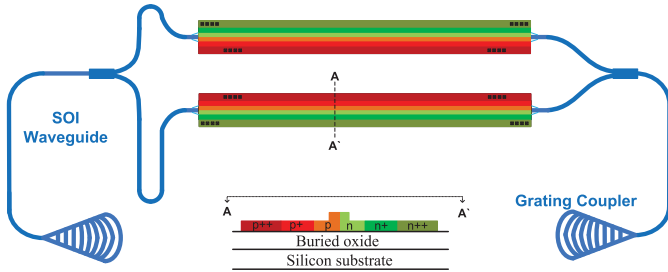 A
SOI
Waveguide
A`
Grating Coupler
A
A`
p++ p+ p n n+ n++
Buried oxide
Silicon substrate